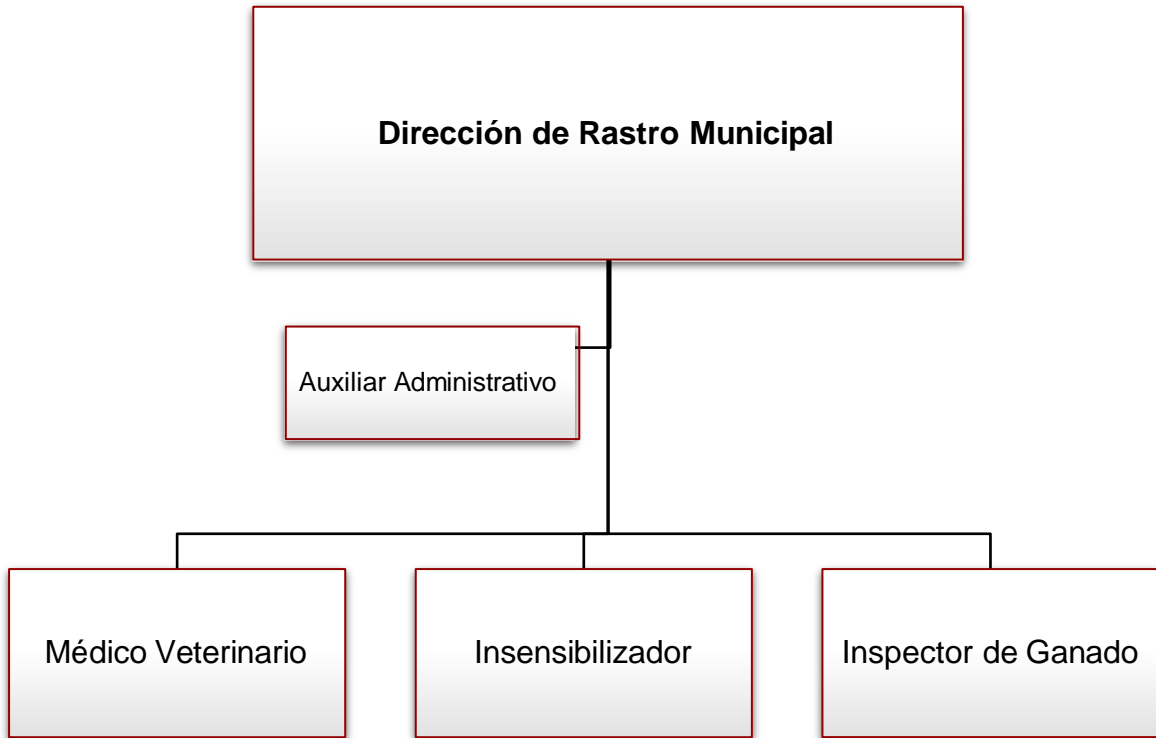 Dirección de Rastro Municipal
Auxiliar Administrativo
Médico Veterinario
Insensibilizador
Inspector de Ganado